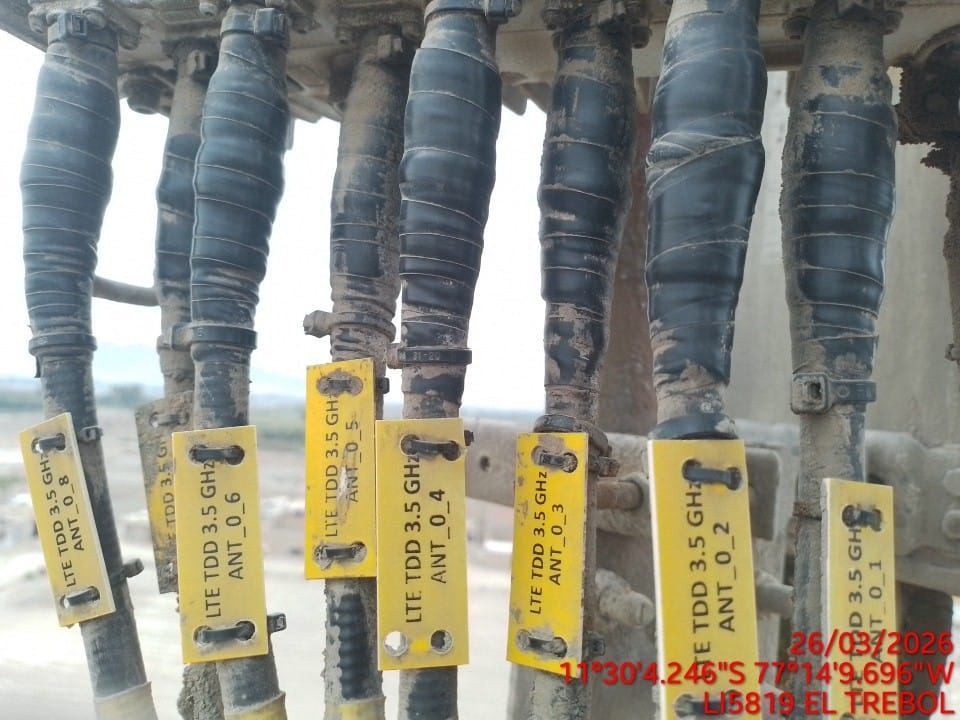 LTE TDD 3.5 GHz
ANT_0_8
LTE TDD 3.5
LTE TDD 3.5 GHz
ANT_0_6
LTE TDD 3.5 GHz
ANT_0_5
LTE TDD 3.5 GHz
ANT_0_4
31-20
LTE TDD 3.5 GHz
ANT_0_3
LTE TDD 3.5 GHz
ANT_0_2
LTE TDD 3.5 GHz
ANT_0_1
26/03/2026
11°30'4.246"S 77°14'9.696"W
LI5819 EL TREBOL